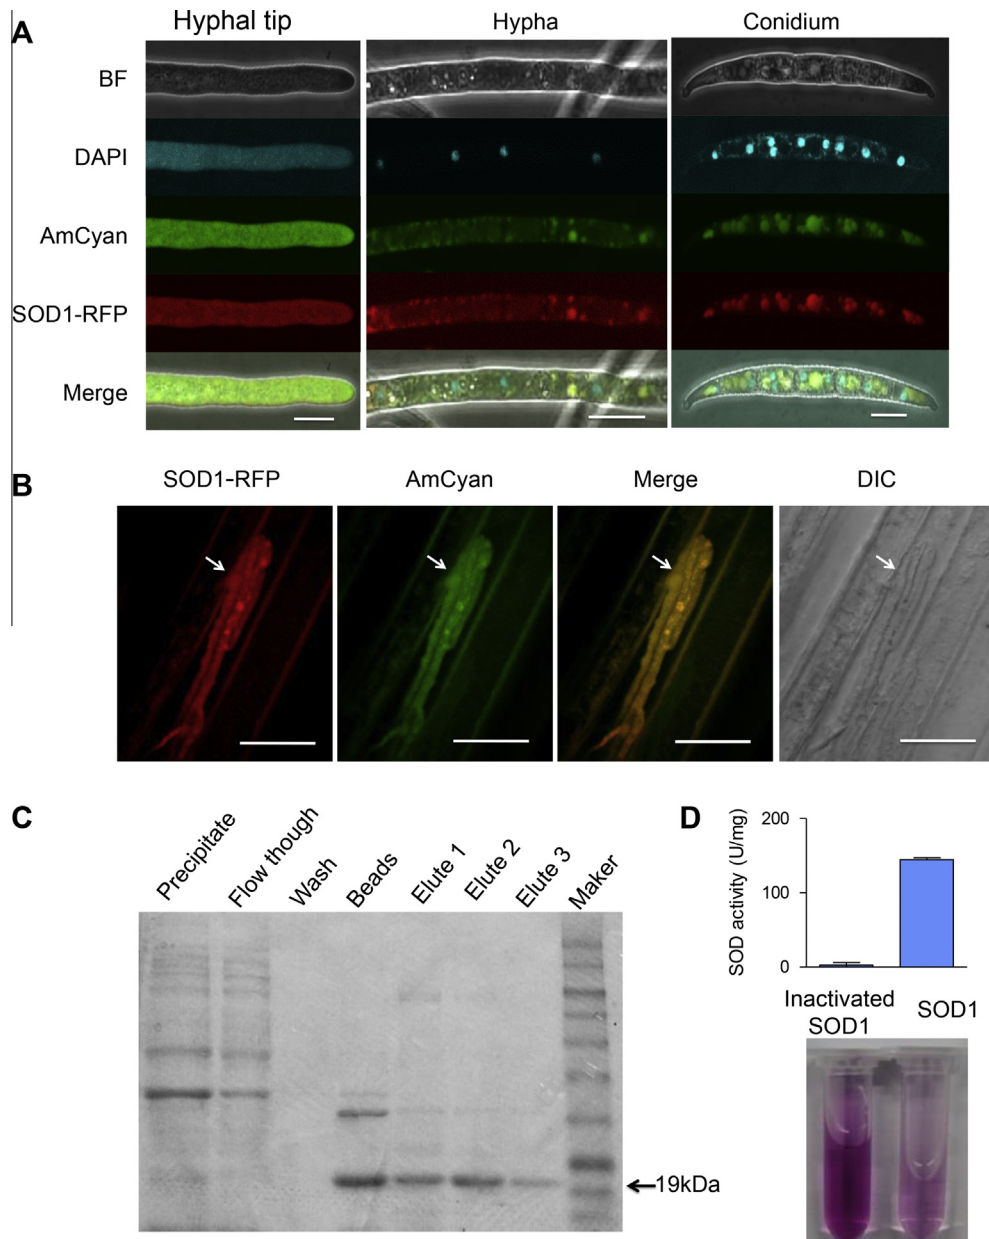 A
Hyphal tip
Hypha
Conidium
BF
DAPI
AmCyan
SOD1-RFP
Merge
B
SOD1-RFP
AmCyan
Merge
DIC
C
Precipitate
Flow though
Wash
Beads
Elute 1
Elute 2
Elute 3
Maker
19kDa
D
SOD activity (U/mg)
200
100
0
Inactivated
SOD1
SOD1